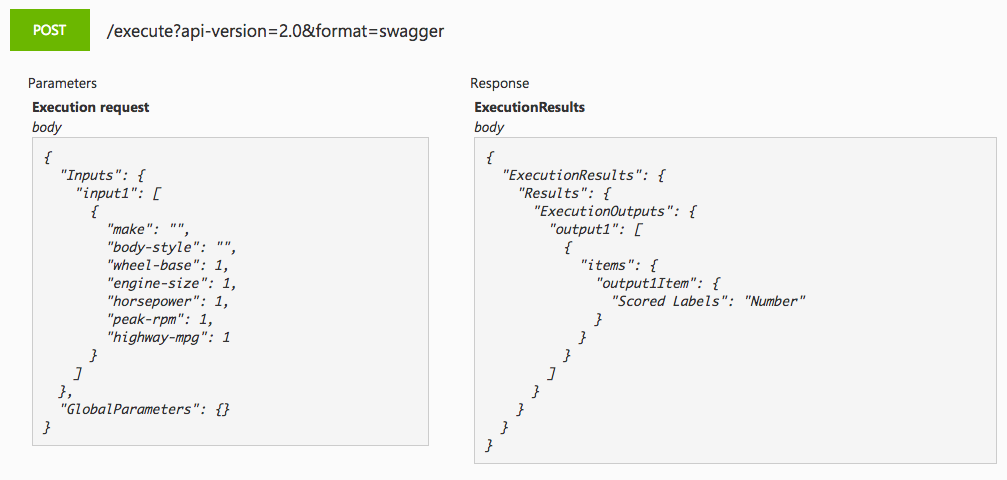 POST /execute?api-version=2.0&format=swagger
Parameters
Execution request
body
{
  "Inputs": {
    "input1": [
      {
        "make": "",
        "body-style": "",
        "wheel-base": 1,
        "engine-size": 1,
        "horsepower": 1,
        "peak-rpm": 1,
        "highway-mpg": 1
      }
    ]
  },
  "GlobalParameters": {}
}
Response
ExecutionResults
body
{
  "ExecutionResults": {
    "Results": {
      "ExecutionOutputs": {
        "output1": [
          {
            "items": {
              "output1Item": {
                "Scored Labels": "Number"
              }
            }
          }
        ]
      }
    }
  }
}